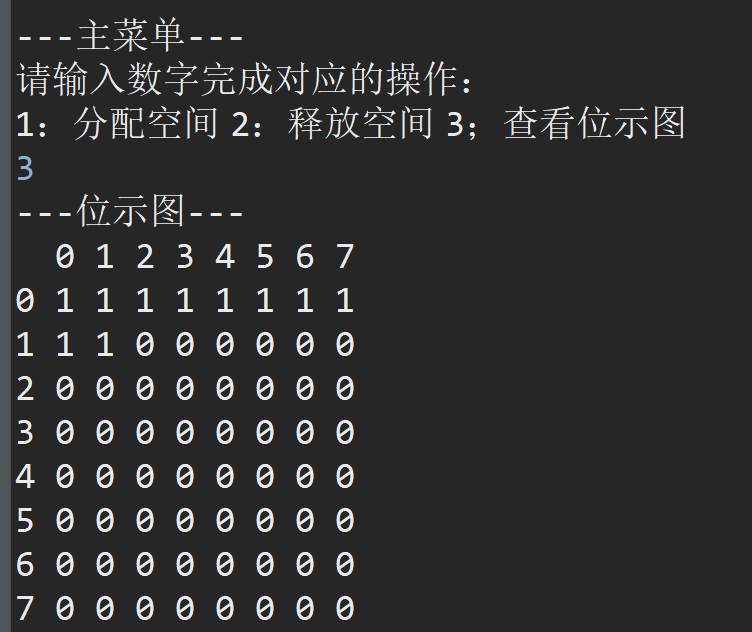 ---主菜单---
请输入数字完成对应的操作：
1：分配空间 2：释放空间 3；查看位示图
3
---位示图---
  0 1 2 3 4 5 6 7
0 1 1 1 1 1 1 1 1
1 1 1 0 0 0 0 0 0
2 0 0 0 0 0 0 0 0
3 0 0 0 0 0 0 0 0
4 0 0 0 0 0 0 0 0
5 0 0 0 0 0 0 0 0
6 0 0 0 0 0 0 0 0
7 0 0 0 0 0 0 0 0